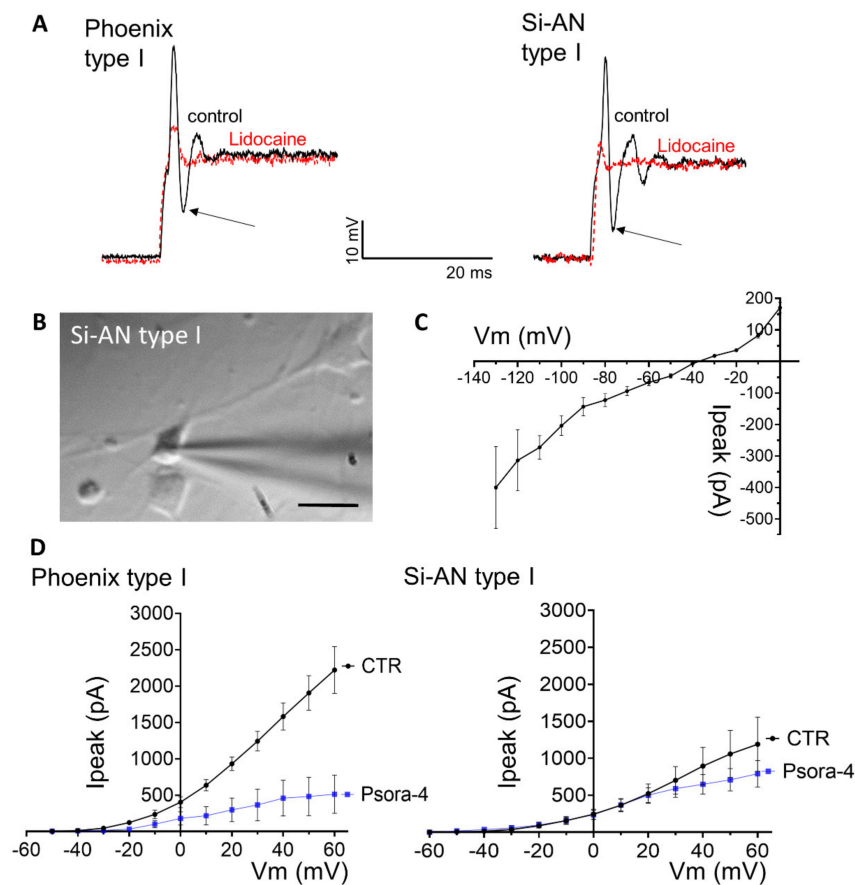 A
Phoenix
type I
control
Lidocaine
10 mV
20 ms
Si-AN
type I
control
Lidocaine
B
Si-AN type I
C
Vm (mV)
-140 -120 -100 -80 -60 -40 -20
200
100
-100
-200
-300
-400
-500
Ipeak (pA)
D
Phoenix type I
3000
2500
2000
1500
1000
500
Ipeak (pA)
CTR
Psora-4
-60 -40 -20 0 20 40 60
Vm (mV)
Si-AN type I
3000
2500
2000
1500
1000
500
Ipeak (pA)
CTR
Psora-4
-60 -40 -20 0 20 40 60
Vm (mV)